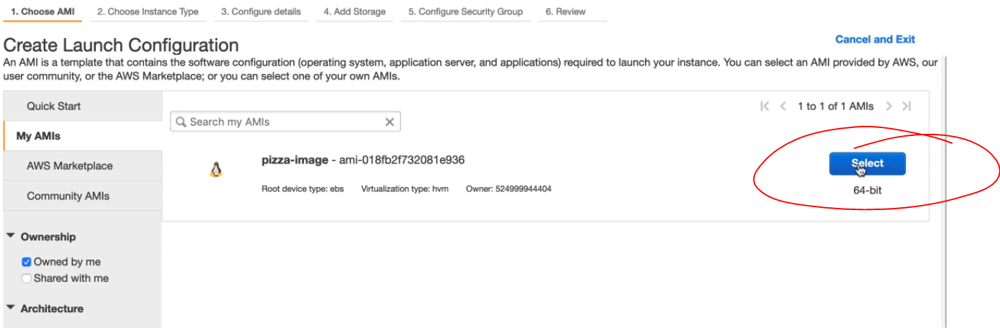 1. Choose AMI 2. Choose Instance Type 3. Configure details 4. Add Storage 5. Configure Security Group 6. Review
Create Launch Configuration
Cancel and Exit
An AMI is a template that contains the software configuration (operating system, application server, and applications) required to launch your instance. You can select an AMI provided by AWS, our
user community, or the AWS Marketplace; or you can select one of your own AMIs.
Quick Start
My AMIs
AWS Marketplace
Community AMIs
Search my AMIs
1 to 1 of 1 AMIs
pizza-image - ami-018fb2f732081e936
Root device type: ebs Virtualization type: hvm Owner: 524999944404
Select
64-bit
Ownership
Owned by me
Shared with me
Architecture